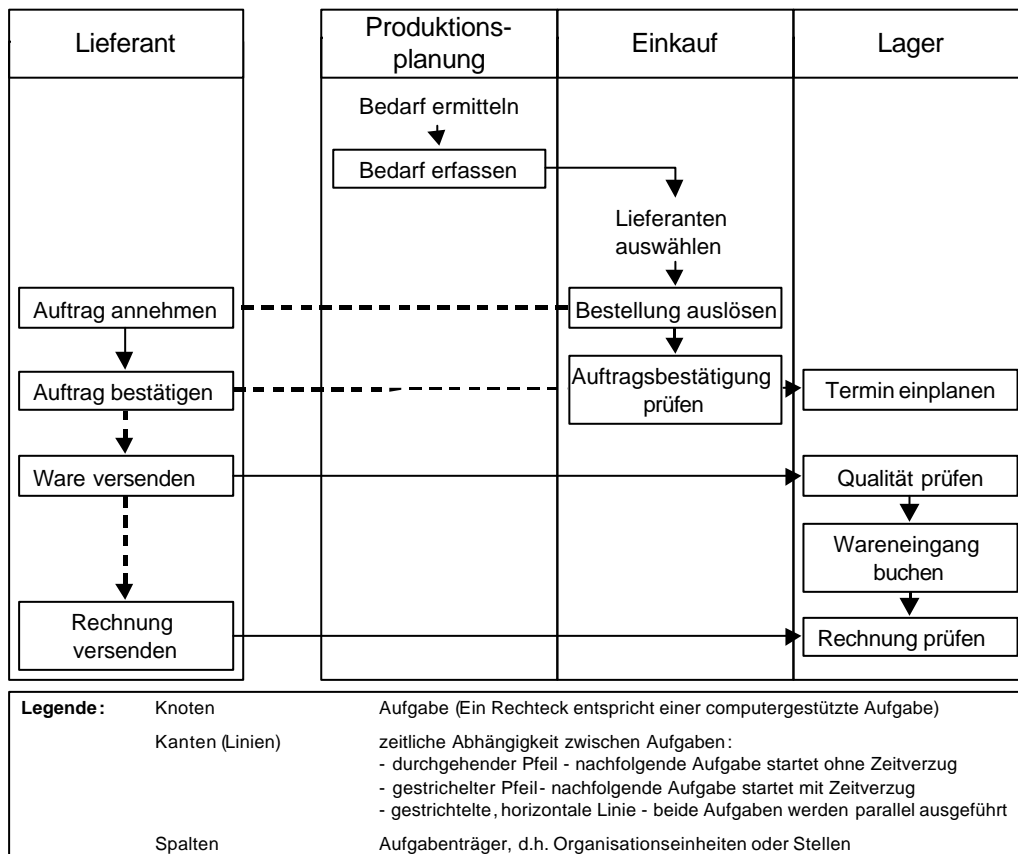 Lieferant
Produktions-
planung
Einkauf
Lager
Bedarf ermitteln
Bedarf erfassen
Lieferanten
auswählen
Auftrag annehmen
Bestellung auslösen
Auftrag bestätigen
Auftragsbestätigung
prüfen
Termin einplanen
Ware versenden
Qualität prüfen
Wareneingang
buchen
Rechnung
versenden
Rechnung prüfen
Legende: Knoten Aufgabe (Ein Rechteck entspricht einer computergestützte Aufgabe)
Kanten (Linien) zeitliche Abhängigkeit zwischen Aufgaben:
- durchgehender Pfeil - nachfolgende Aufgabe startet ohne Zeitverzug
- gestrichelter Pfeil - nachfolgende Aufgabe startet mit Zeitverzug
- gestrichtelte, horizontale Linie - beide Aufgaben werden parallel ausgeführt
Spalten Aufgabenträger, d.h. Organisationseinheiten oder Stellen